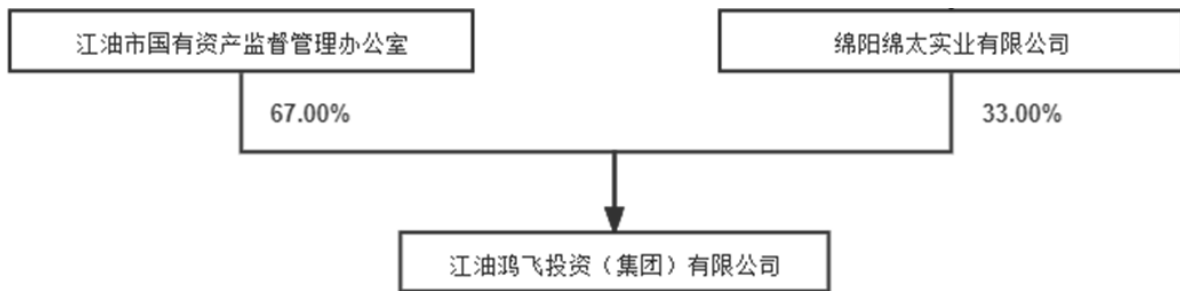 江油市国有资产监督管理办公室
绵阳绵太实业有限公司
67.00%
33.00%
江油鸿飞投资（集团）有限公司